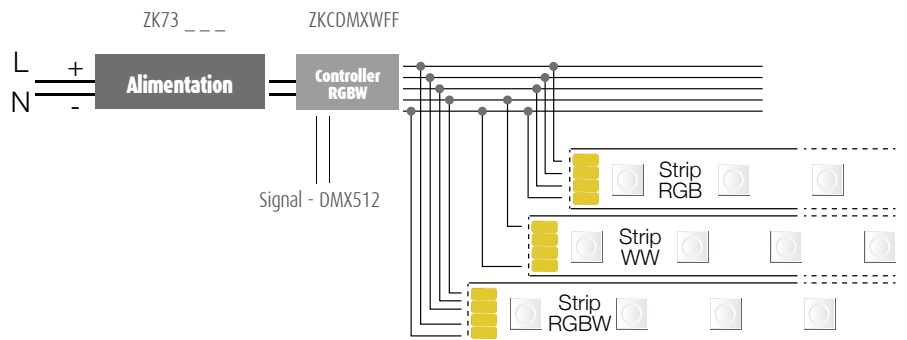 ZK73 _ _ _
ZKCDMXWFF
L
+
Alimentation
Controller
RGBW
N
-
Signal - DMX512
Strip
RGB
Strip
WW
Strip
RGBW